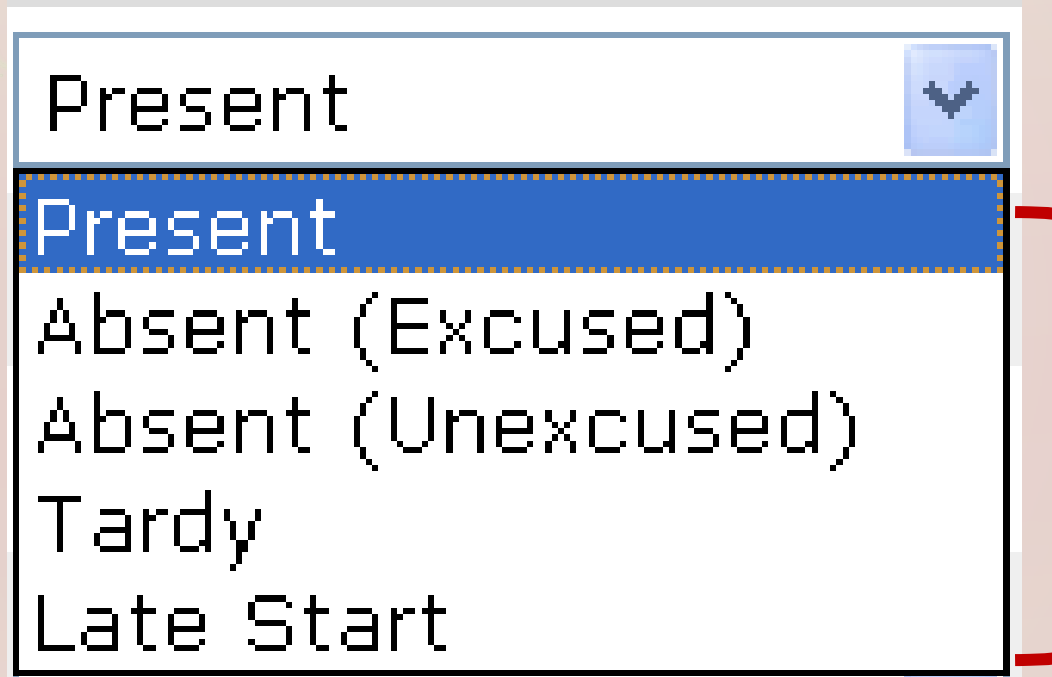 Present
Present
Absent (Excused)
Absent (Unexcused)
Tardy
Late Start